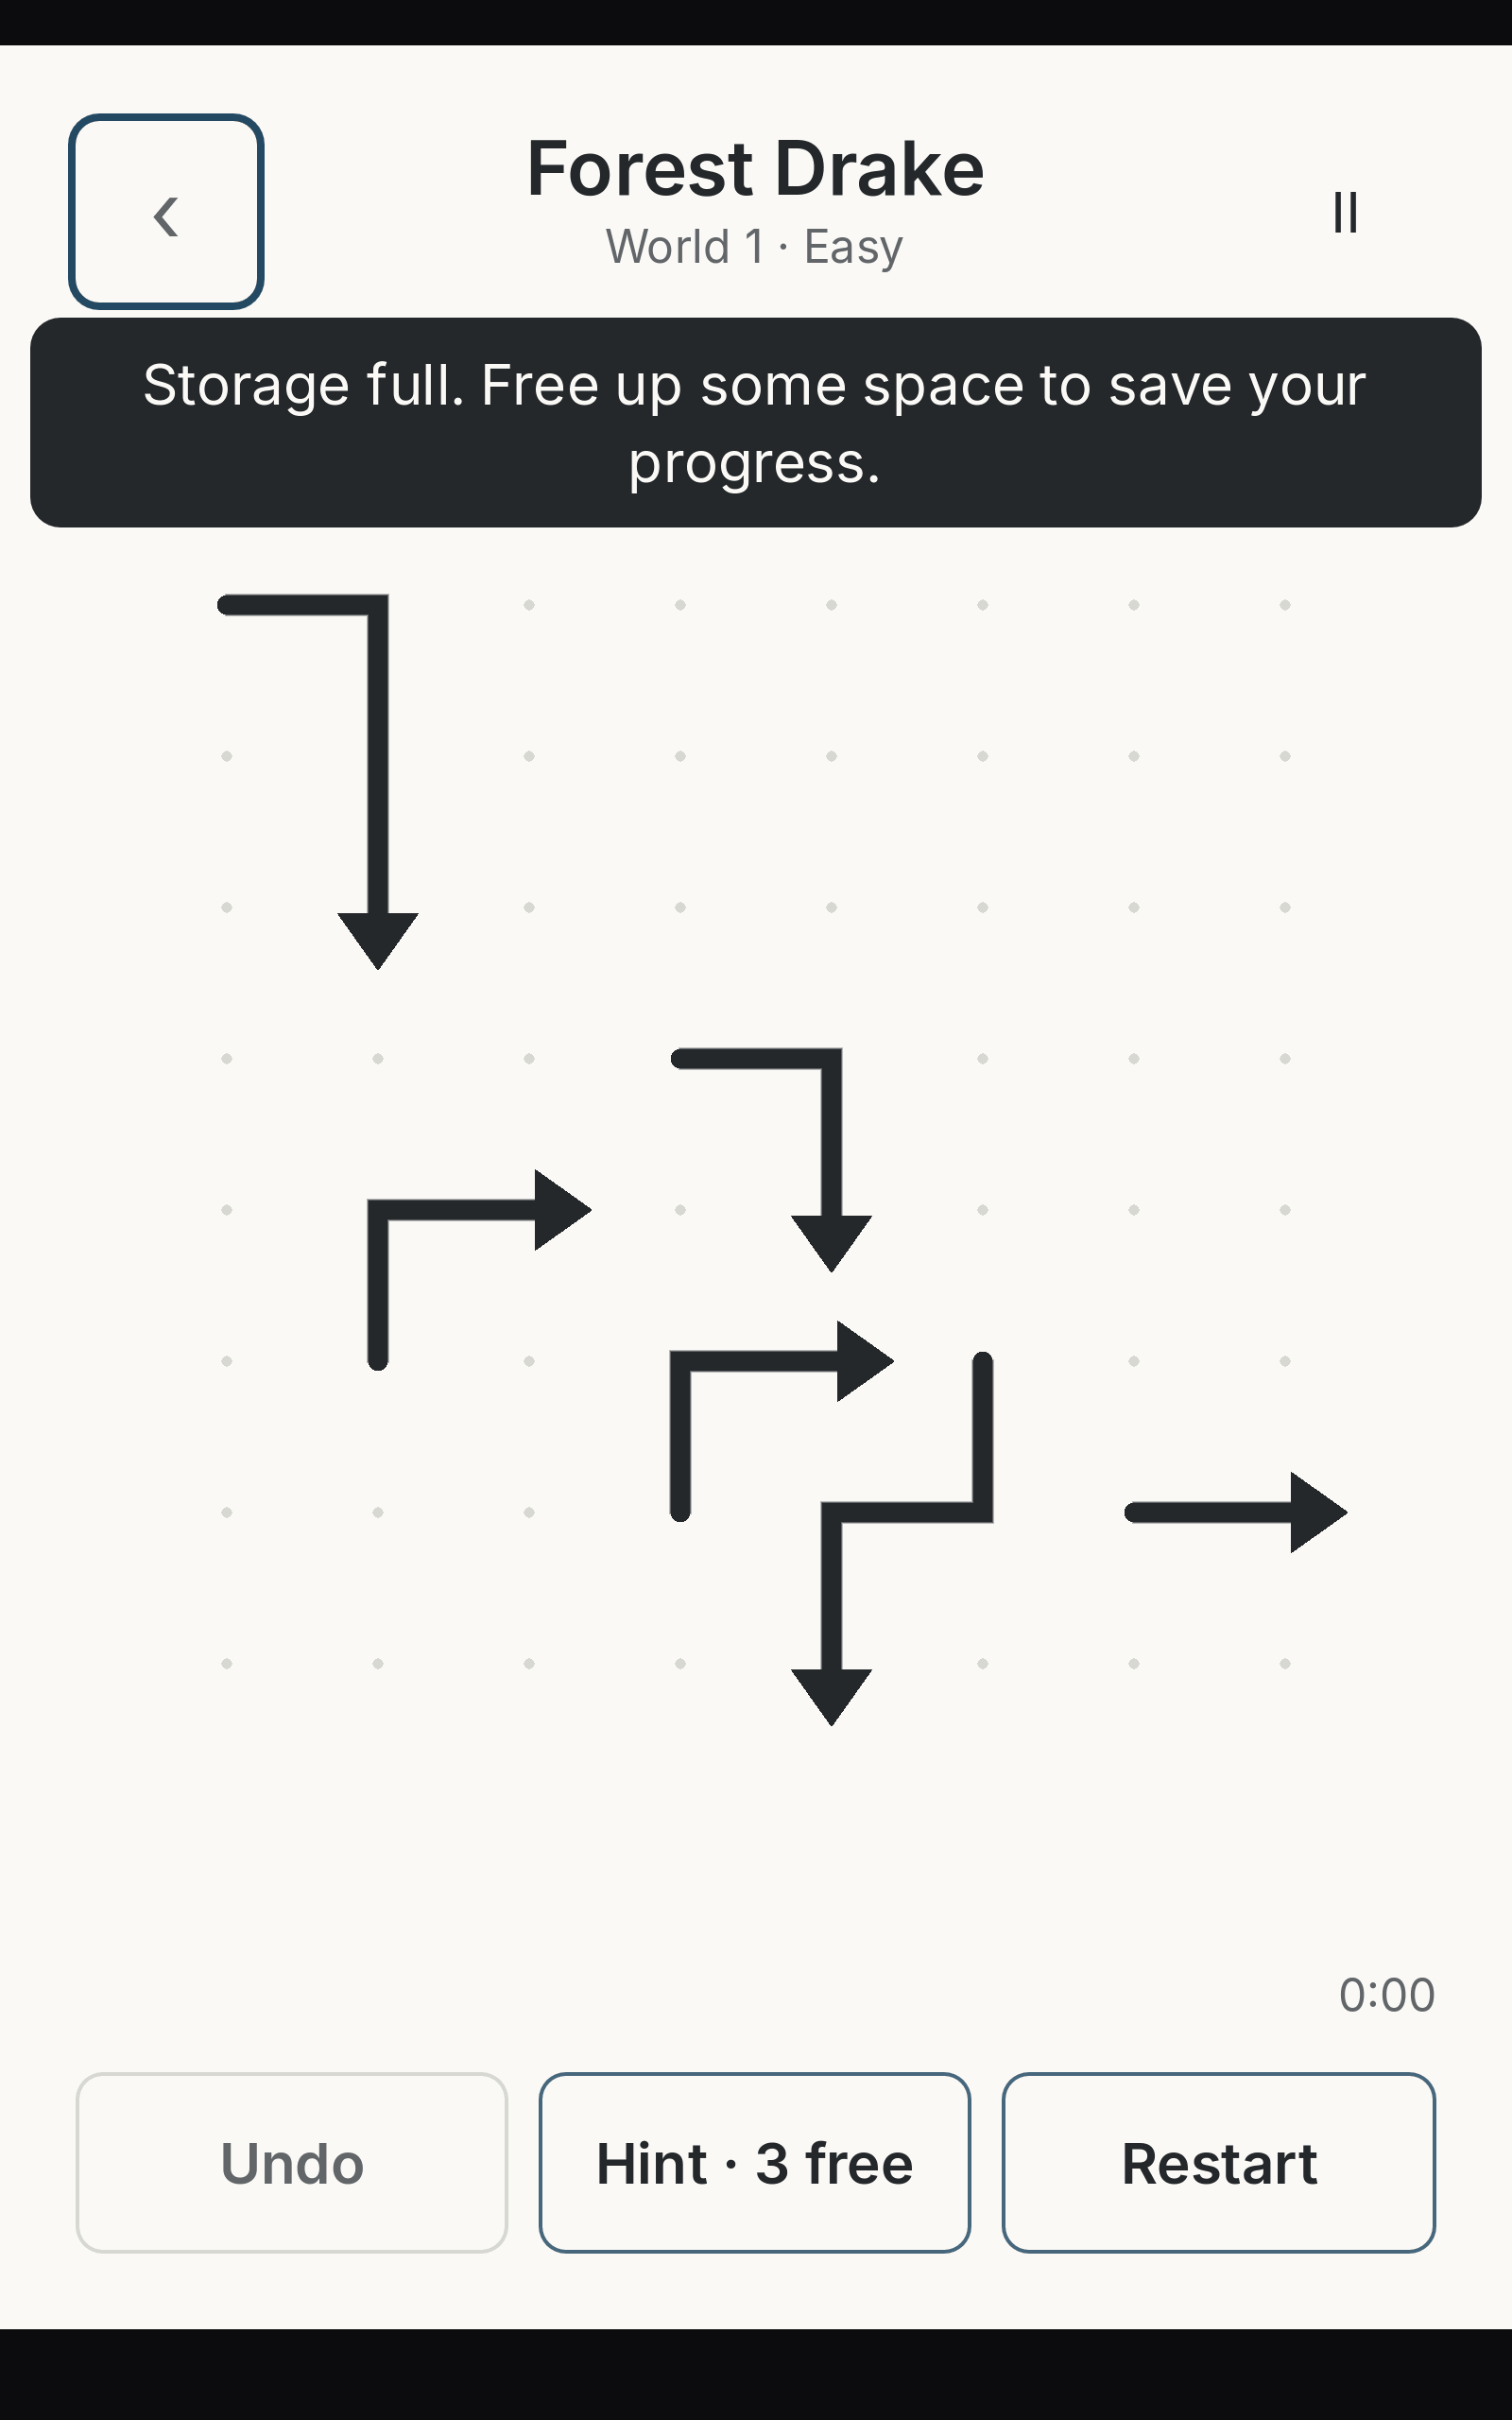 Forest Drake
World 1 · Easy
Storage full. Free up some space to save your
progress.
0:00
Undo
Hint · 3 free
Restart